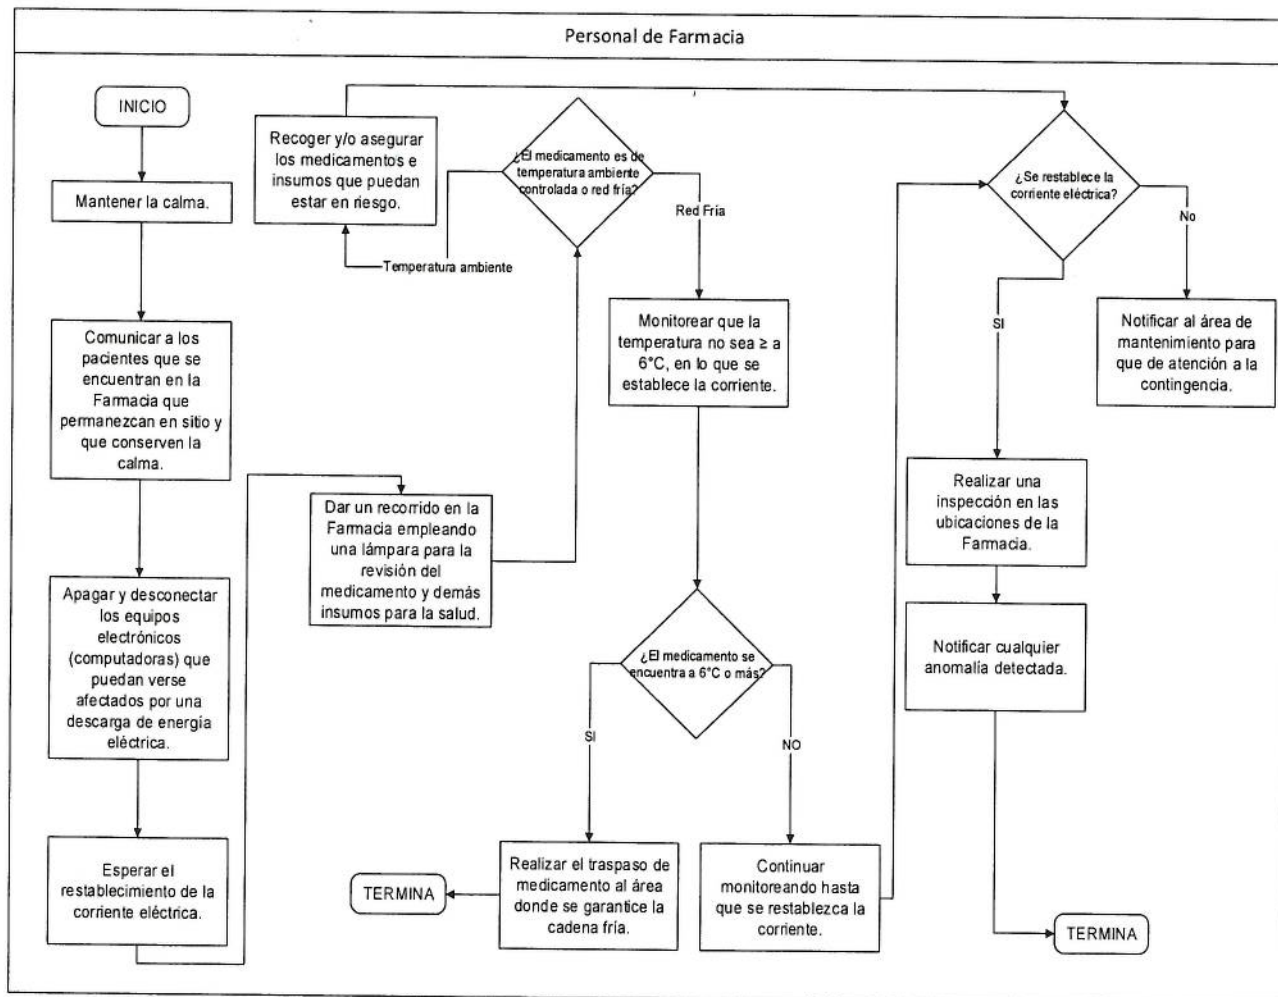 Personal de Farmacia
INICIO
Mantener la calma.
Comunicar a los
pacientes que se
encuentran en la
Farmacia que
permanezcan en sitio y
que conserven la
calma.
Apagar y desconectar
los equipos
electrónicos
(computadoras) que
puedan verse
afectados por una
descarga de energía
eléctrica.
Esperar el
restablecimiento de la
corriente eléctrica.
Dar un recorrido en la
Farmacia empleando
una lámpara para la
revisión del
medicamento y demás
insumos para la salud.
¿El medicamento es de
temperatura ambiente
controlada o red fría?
Temperatura ambiente
Recoger y/o asegurar
los medicamentos e
insumos que puedan
estar en riesgo.
Red Fría
Monitorear que la
temperatura no sea ≥ a
6°C, en lo que se
establece la corriente.
¿El medicamento se
encuentra a 6°C o más?
SI
Realizar el traspaso de
medicamento al área
donde se garantice la
cadena fría.
TERMINA
NO
Continuar
monitoreando hasta
que se restablezca la
corriente.
¿Se restablece la
corriente eléctrica?
No
Notificar al área de
mantenimiento para
que de atención a la
contingencia.
SI
Realizar una
inspección en las
ubicaciones de la
Farmacia.
Notificar cualquier
anomalía detectada.
TERMINA